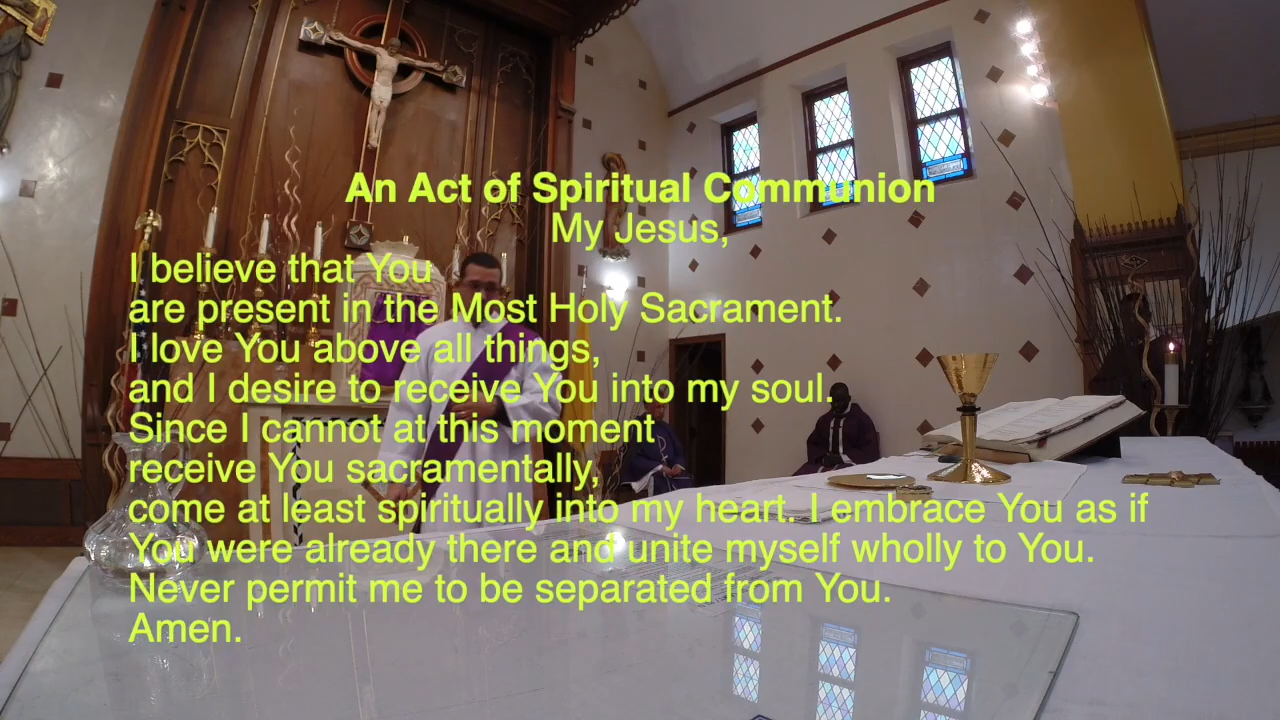 An Act of Spiritual Communion
My Jesus,
I believe that You
are present in the Most Holy Sacrament.
I love You above all things,
and I desire to receive You into my soul.
Since I cannot at this moment
receive You sacramentally,
come at least spiritually into my heart. I embrace You as if
You were already there and unite myself wholly to You.
Never permit me to be separated from You.
Amen.